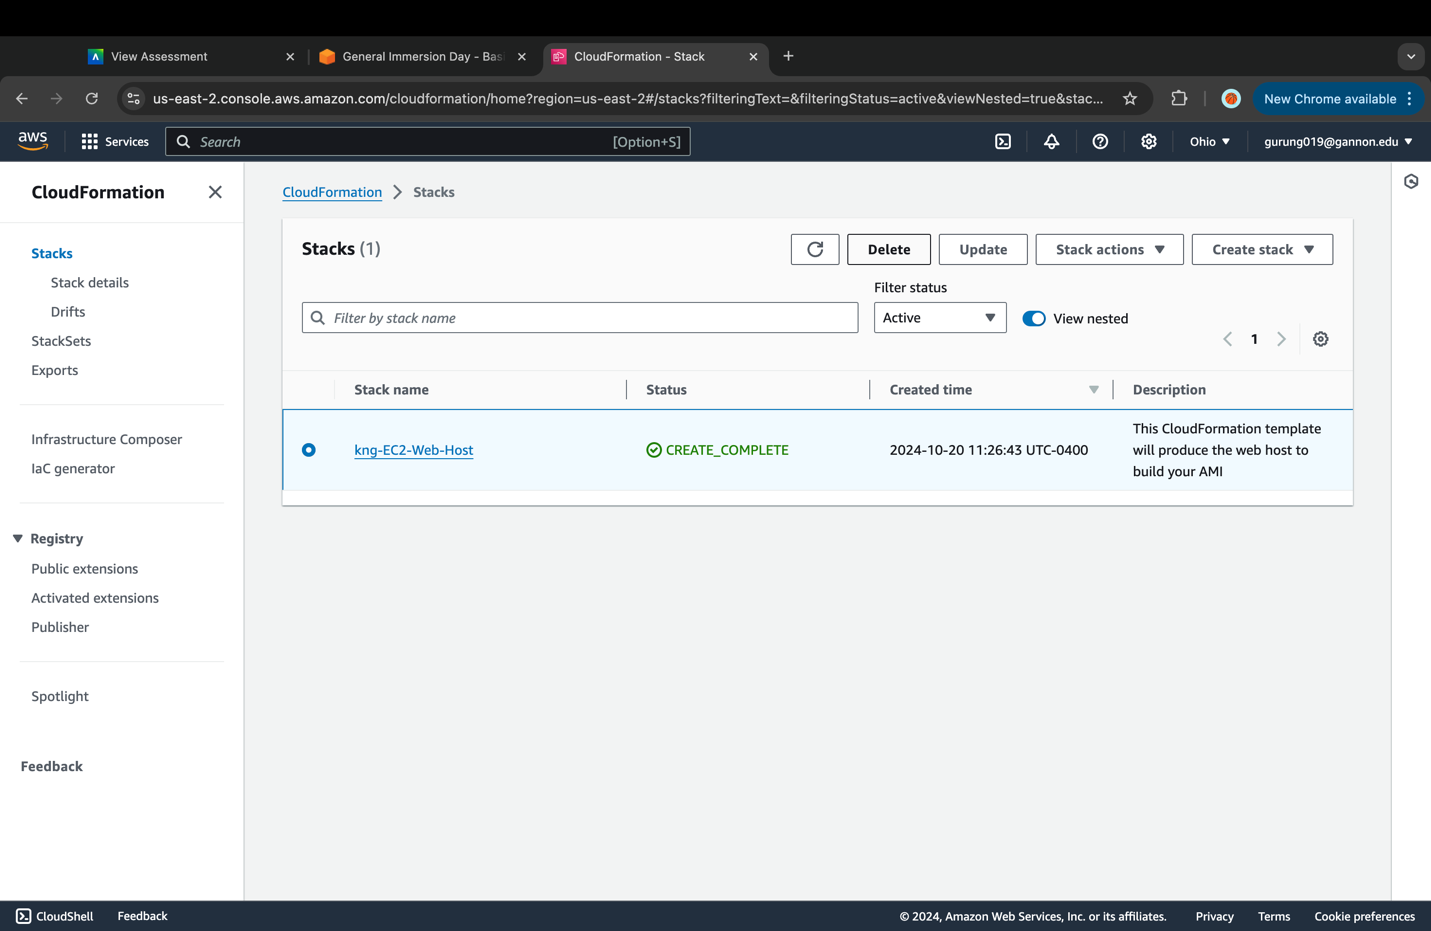 View Assessment
General Immersion Day - Bas
CloudFormation - Stack
us-east-2.console.aws.amazon.com/cloudformation/home?region=us-east-2#/stacks?filteringText=&filteringStatus=active&viewNested=true&stac...
New Chrome available
aws
Services
Search
[Option+S]
Ohio
gurung019@gannon.edu
CloudFormation
Stacks
Stack details
Drifts
StackSets
Exports
Infrastructure Composer
IaC generator
Registry
Public extensions
Activated extensions
Publisher
Spotlight
Feedback
CloudFormation
Stacks
Stacks (1)
Delete
Update
Stack actions
Create stack
Filter by stack name
Filter status
Active
View nested
1
Stack name
Status
Created time
Description
kng-EC2-Web-Host
CREATE_COMPLETE
2024-10-20 11:26:43 UTC-0400
This CloudFormation template
will produce the web host to
build your AMI
CloudShell
Feedback
© 2024, Amazon Web Services, Inc. or its affiliates.
Privacy
Terms
Cookie preferences